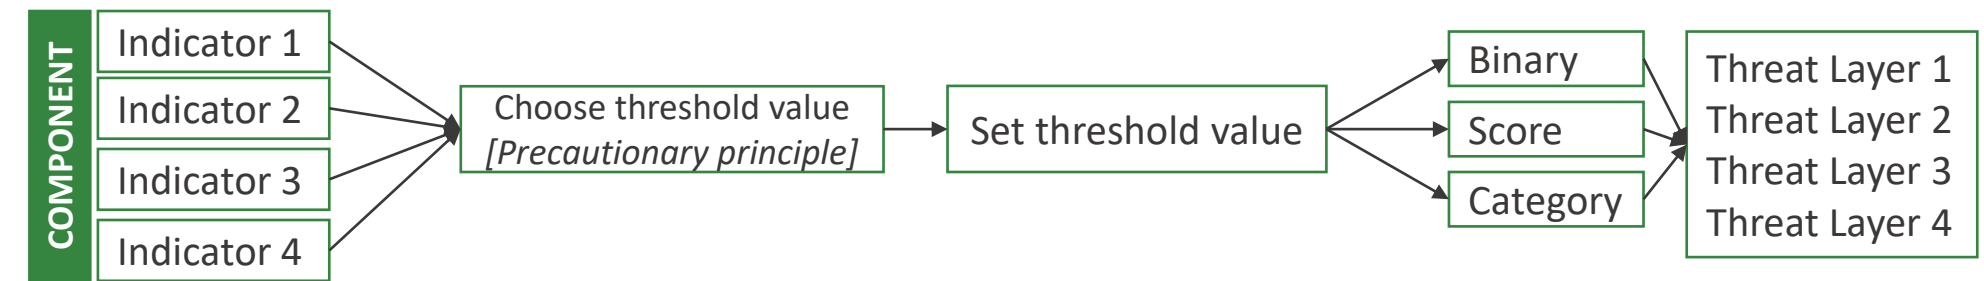 COMPONENT
Indicator 1
Indicator 2
Indicator 3
Indicator 4
Choose threshold value
[Precautionary principle]
Set threshold value
Binary
Score
Category
Threat Layer 1
Threat Layer 2
Threat Layer 3
Threat Layer 4